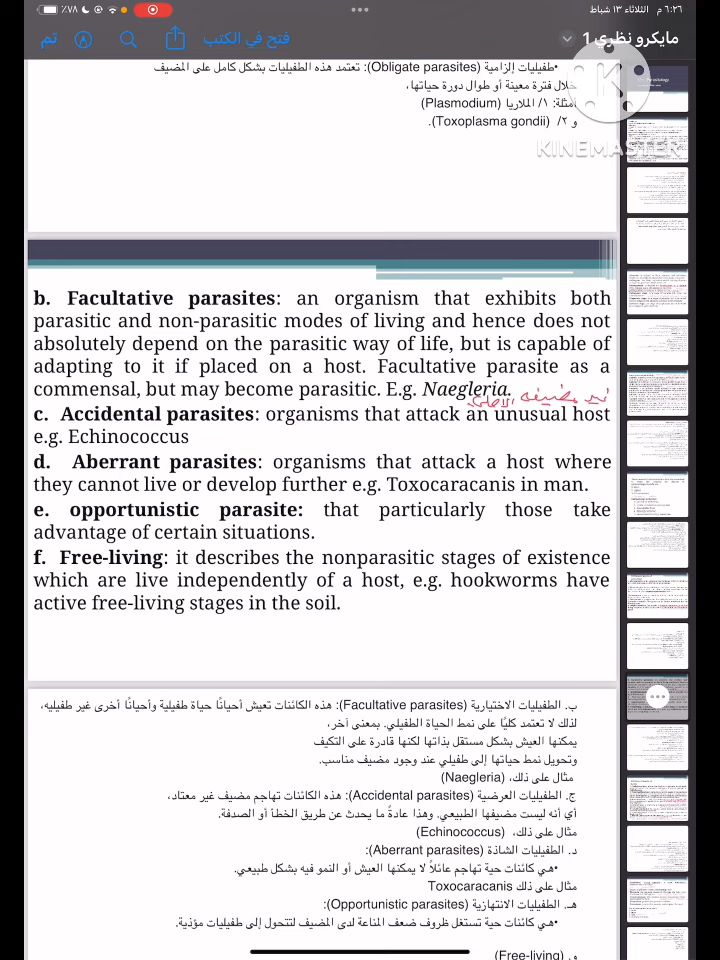 ٦:٢٦ م الثلاثاء ١٣ شباط
٪٧٨
مايكرو نظري 1
فتح في الكتب
تم
•طفيليات إلزامية (Obligate parasites): تعتمد هذه الطفيليات بشكل كامل على المضيف
خلال فترة معينة أو طوال دورة حياتها،
أمثلة: ١/ الملاريا (Plasmodium)
و ٢/ (Toxoplasma gondii).
K
KINEMASTER
b. Facultative parasites: an organism that exhibits both
parasitic and non-parasitic modes of living and hence does not
absolutely depend on the parasitic way of life, but is capable of
adapting to it if placed on a host. Facultative parasite as a
commensal, but may become parasitic. E.g. Naegleria.
غير مضيفه الاصلي
c. Accidental parasites: organisms that attack an unusual host
e.g. Echinococcus
d. Aberrant parasites: organisms that attack a host where
they cannot live or develop further e.g. Toxocaracanis in man.
e. opportunistic parasite: that particularly those take
advantage of certain situations.
f. Free-living: it describes the nonparasitic stages of existence
which are live independently of a host, e.g. hookworms have
active free-living stages in the soil.
ب. الطفيليات الاختيارية (Facultative parasites): هذه الكائنات تعيش أحيانًا حياة طفيلية وأحيانًا أخرى غير طفيليه،
لذلك لا تعتمد كليًا على نمط الحياة الطفيلي. بمعنى آخر،
يمكنها العيش بشكل مستقل بذاتها لكنها قادرة على التكيف
وتحويل نمط حياتها إلى طفيلي عند وجود مضيف مناسب.
مثال على ذلك، (Naegleria)
ج. الطفيليات العرضية (Accidental parasites): هذه الكائنات تهاجم مضيف غير معتاد،
أي أنه ليست مضيفها الطبيعي. وهذا عادةً ما يحدث عن طريق الخطأ أو الصدفة.
مثال على ذلك، (Echinococcus)
د. الطفيليات الشاذة (Aberrant parasites):
•هي كائنات حية تهاجم عائلاً لا يمكنها العيش أو النمو فيه بشكل طبيعي.
مثال على ذلك Toxocaracanis
هـ. الطفيليات الانتهازية (Opportunistic parasites):
•هي كائنات حية تستغل ظروف ضعف المناعة لدى المضيف لتتحول إلى طفيليات مؤذية.
و. (Free-living)